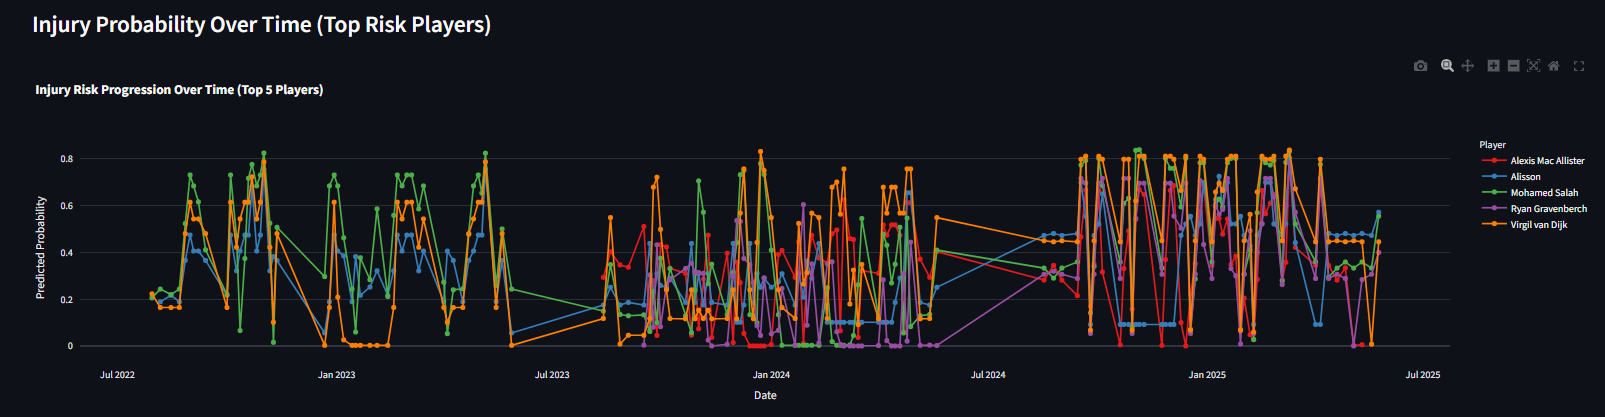 Injury Probability Over Time (Top Risk Players)
Injury Risk Progression Over Time (Top 5 Players)
Player
Alexis Mac Allister
Alisson
Mohamed Salah
Ryan Gravenberch
Virgil van Dijk
Predicted Probability
0.8
0.6
0.4
0.2
0
Jul 2022 Jan 2023 Jul 2023 Jan 2024 Jul 2024 Jan 2025 Jul 2025
Date